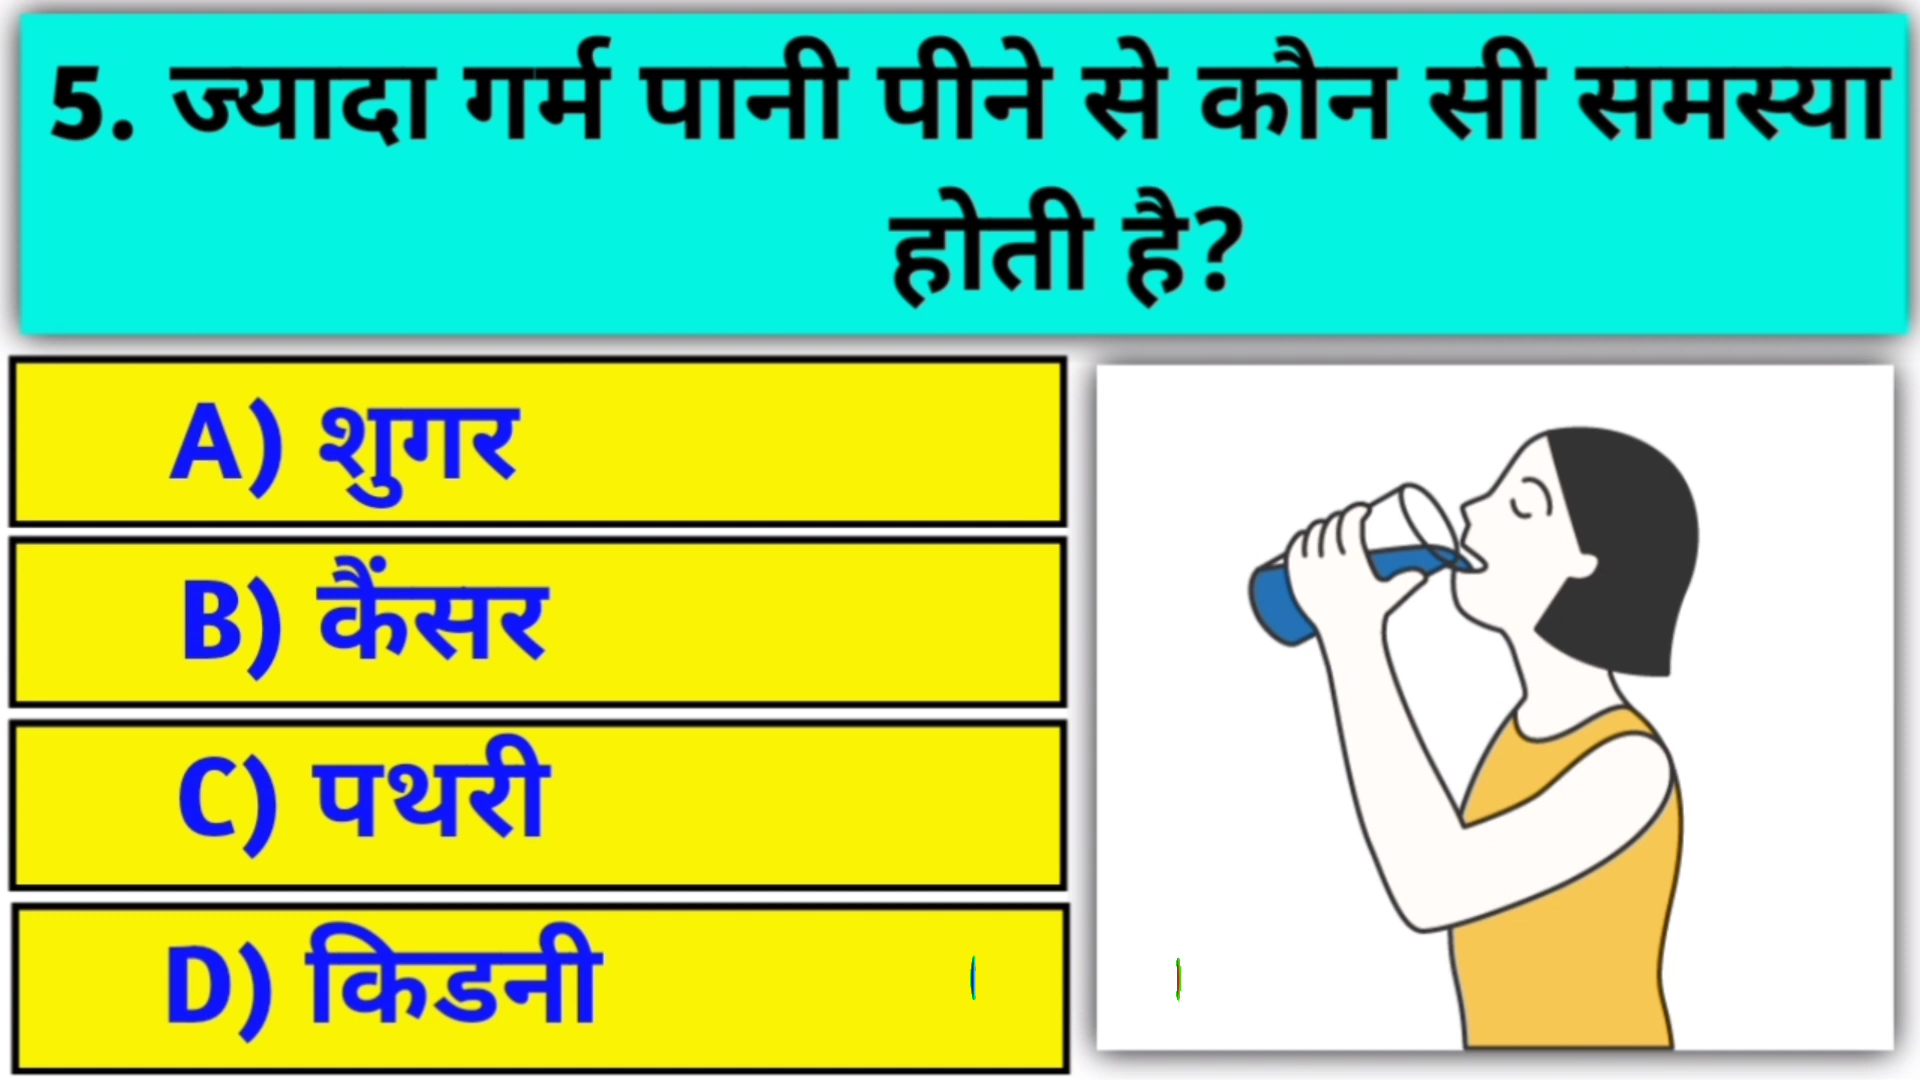 5. ज्यादा गर्म पानी पीने से कौन सी समस्या
होती है?
A) शुगर
B) कैंसर
C) पथरी
D) किडनी